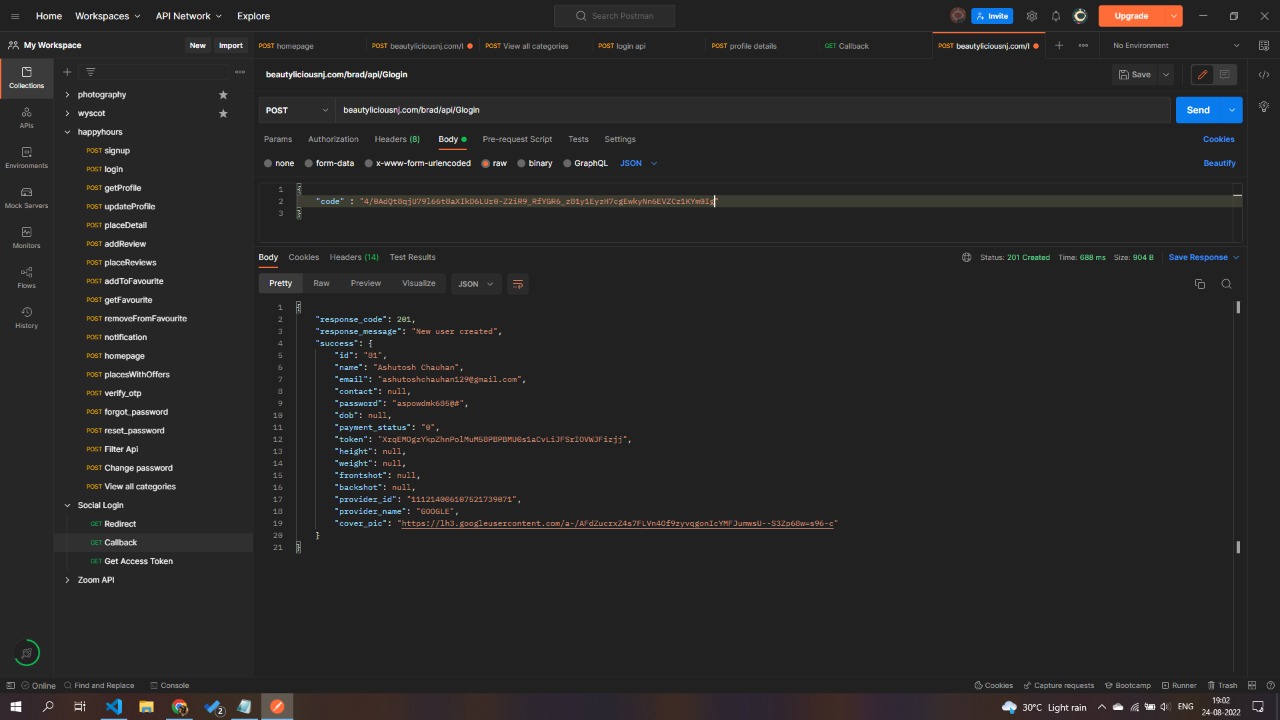 Home Workspaces API Network Explore Search Postman Invite Upgrade
My Workspace New Import
POST homepage POST beautyliciousnj.com/l POST View all categories POST login api POST profile details GET Callback POST beautyliciousnj.com/l No Environment
beautyliciousnj.com/brad/api/Glogin Save
POST beautyliciousnj.com/brad/api/Glogin Send
Params Authorization Headers (8) Body Pre-request Script Tests Settings Cookies
none form-data x-www-form-urlencoded raw binary GraphQL JSON Beautify
1 {
2 "code" :
3 }
Collections
APIs
Environments
Mock Servers
Monitors
Flows
History
photography
wyscot
happyhours
POST signup
POST login
POST getProfile
POST updateProfile
POST placeDetail
POST addReview
POST placeReviews
POST addToFavourite
POST getFavourite
POST removeFromFavourite
POST notification
POST homepage
POST placesWithOffers
POST verify_otp
POST forgot_password
POST reset_password
POST Filter Api
POST Change password
POST View all categories
Social Login
GET Redirect
GET Callback
GET Get Access Token
Zoom API
Body Cookies Headers (14) Test Results Status: 201 Created Time: 688 ms Size: 904 B Save Response
Pretty Raw Preview Visualize JSON
1 {
2 "response_code": 201,
3 "response_message": "New user created",
4 "success": {
5 "id": "81",
6 "name": "Ashutosh Chauhan",
7 "email": "ashutoshchauhan129@gmail.com",
8 "contact": null,
9 "password": "aspowdmk685@#",
10 "dob": null,
11 "payment_status": "0",
12 "token":
13 "height": null,
14 "weight": null,
15 "frontshot": null,
16 "backshot": null,
17 "provider_id": "111214006107521739071",
18 "provider_name": "GOOGLE",
19 "cover_pic":
20 }
21 }
Online Find and Replace Console Cookies Capture requests Bootcamp Runner Trash
2 30°C Light rain ENG 19:02
24-08-2022